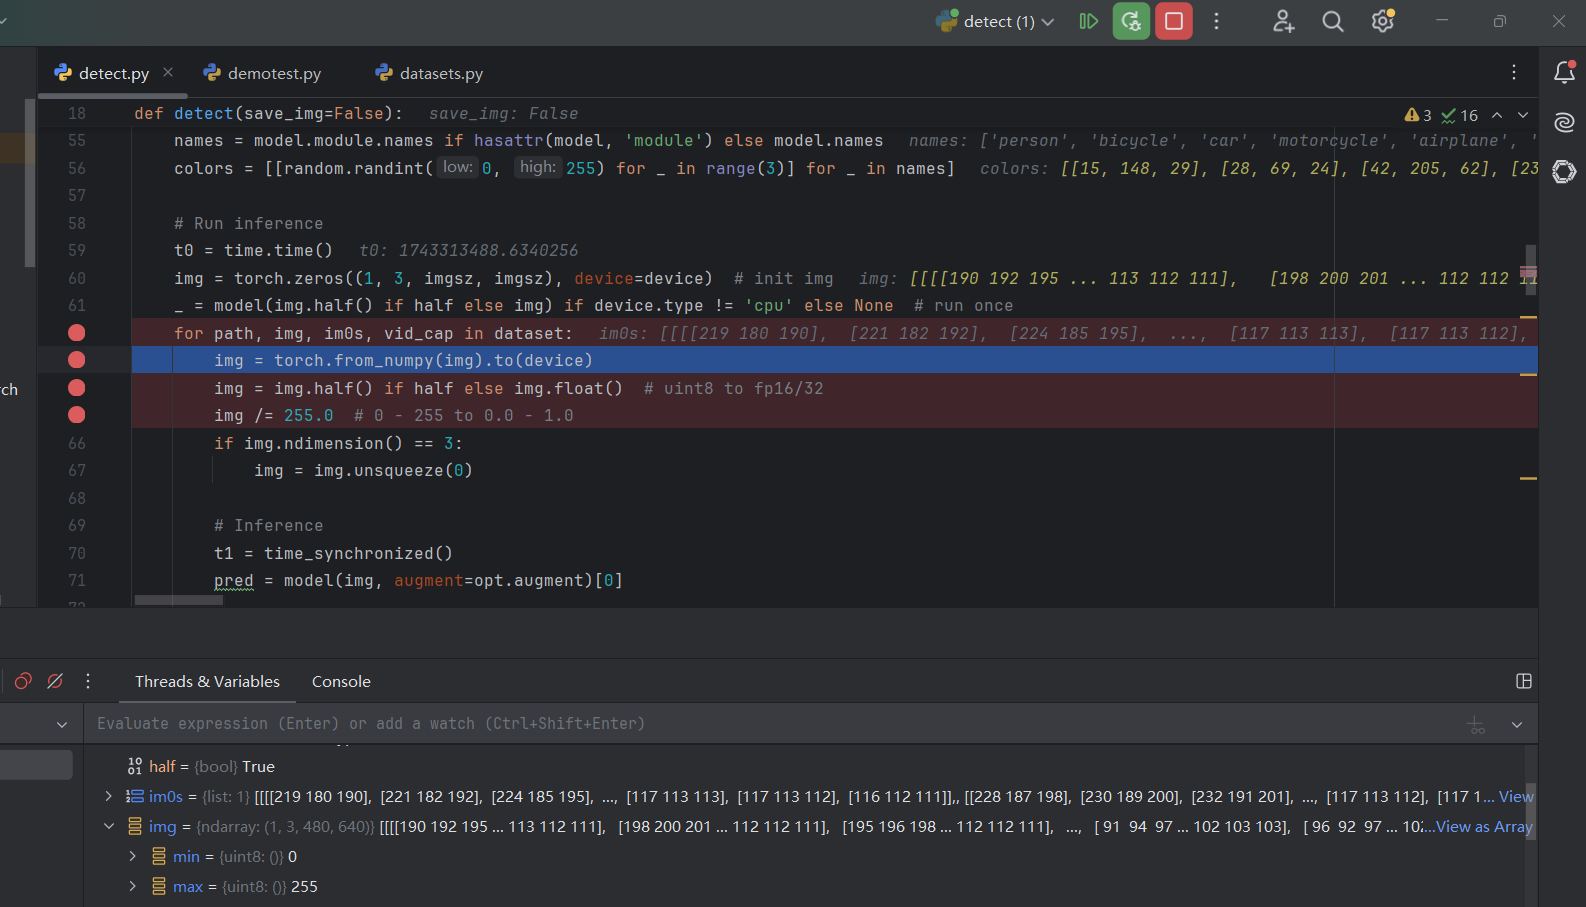 detect (1)
detect.py
demotest.py
datasets.py
18 def detect(save_img=False): save_img: False
3 16
55 names = model.module.names if hasattr(model, 'module') else model.names names: ['person', 'bicycle', 'car', 'motorcycle', 'airplane', '
56 colors = [[random.randint(low: 0, high: 255) for _ in range(3)] for _ in names] colors: [[15, 148, 29], [28, 69, 24], [42, 205, 62], [23
57
58 # Run inference
59 t0 = time.time() t0: 1743313488.6340256
60 img = torch.zeros((1, 3, imgsz, imgsz), device=device) # init img img: [[[[190 192 195 ... 113 112 111], [198 200 201 ... 112 112 11
61 _ = model(img.half() if half else img) if device.type != 'cpu' else None # run once
for path, img, im0s, vid_cap in dataset: im0s: [[[[219 180 190], [221 182 192], [224 185 195], ..., [117 113 113], [117 113 112],
img = torch.from_numpy(img).to(device)
rch
img = img.half() if half else img.float() # uint8 to fp16/32
img /= 255.0 # 0 - 255 to 0.0 - 1.0
66 if img.ndimension() == 3:
67 img = img.unsqueeze(0)
68
69 # Inference
70 t1 = time_synchronized()
71 pred = model(img, augment=opt.augment)[0]
72
Threads & Variables
Console
Evaluate expression (Enter) or add a watch (Ctrl+Shift+Enter)
half = {bool} True
im0s = {list: 1} [[[[219 180 190], [221 182 192], [224 185 195], ..., [117 113 113], [117 113 112], [116 112 111]],, [[228 187 198], [230 189 200], [232 191 201], ..., [117 113 112], [117 1... View
img = {ndarray: (1, 3, 480, 640)} [[[[190 192 195 ... 113 112 111], [198 200 201 ... 112 112 111], [195 196 198 ... 112 112 111], ..., [ 91 94 97 ... 102 103 103], [ 96 92 97 ... 102...View as Array
min = {uint8: ()} 0
max = {uint8: ()} 255